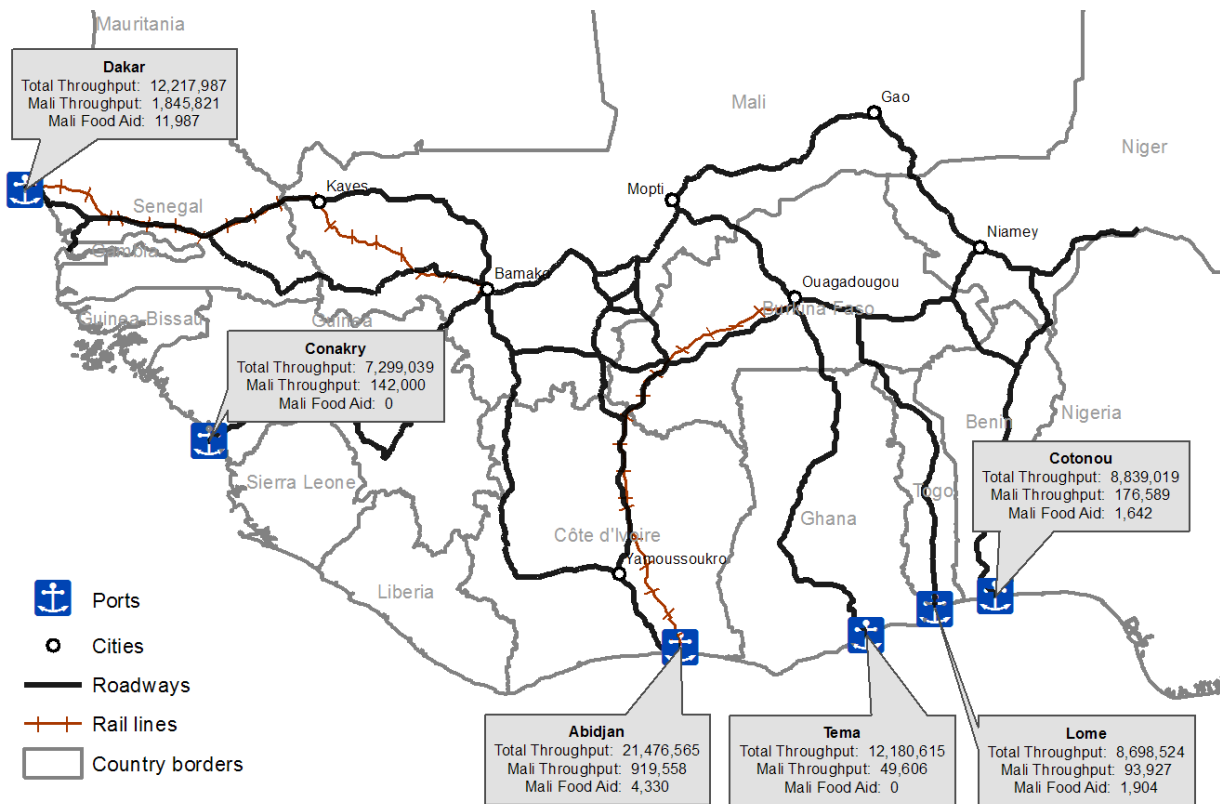 Mauritania
Dakar
Total Throughput: 12,217,987
Mali Throughput: 1,845,821
Mali Food Aid: 11,987
Mali
Gao
Niger
Kayes
Mopti
Senegal
Gambia
Niamey
Bamako
Ouagadougou
Burkina Faso
Guinea-Bissau
Guinea
Conakry
Total Throughput: 7,299,039
Mali Throughput: 142,000
Mali Food Aid: 0
Benin
Nigeria
Cotonou
Total Throughput: 8,839,019
Mali Throughput: 176,589
Mali Food Aid: 1,642
Sierra Leone
Togo
Ghana
Côte d'Ivoire
Yamoussoukro
Liberia
Ports
Cities
Roadways
Rail lines
Country borders
Abidjan
Total Throughput: 21,476,565
Mali Throughput: 919,558
Mali Food Aid: 4,330
Tema
Total Throughput: 12,180,615
Mali Throughput: 49,606
Mali Food Aid: 0
Lome
Total Throughput: 8,698,524
Mali Throughput: 93,927
Mali Food Aid: 1,904